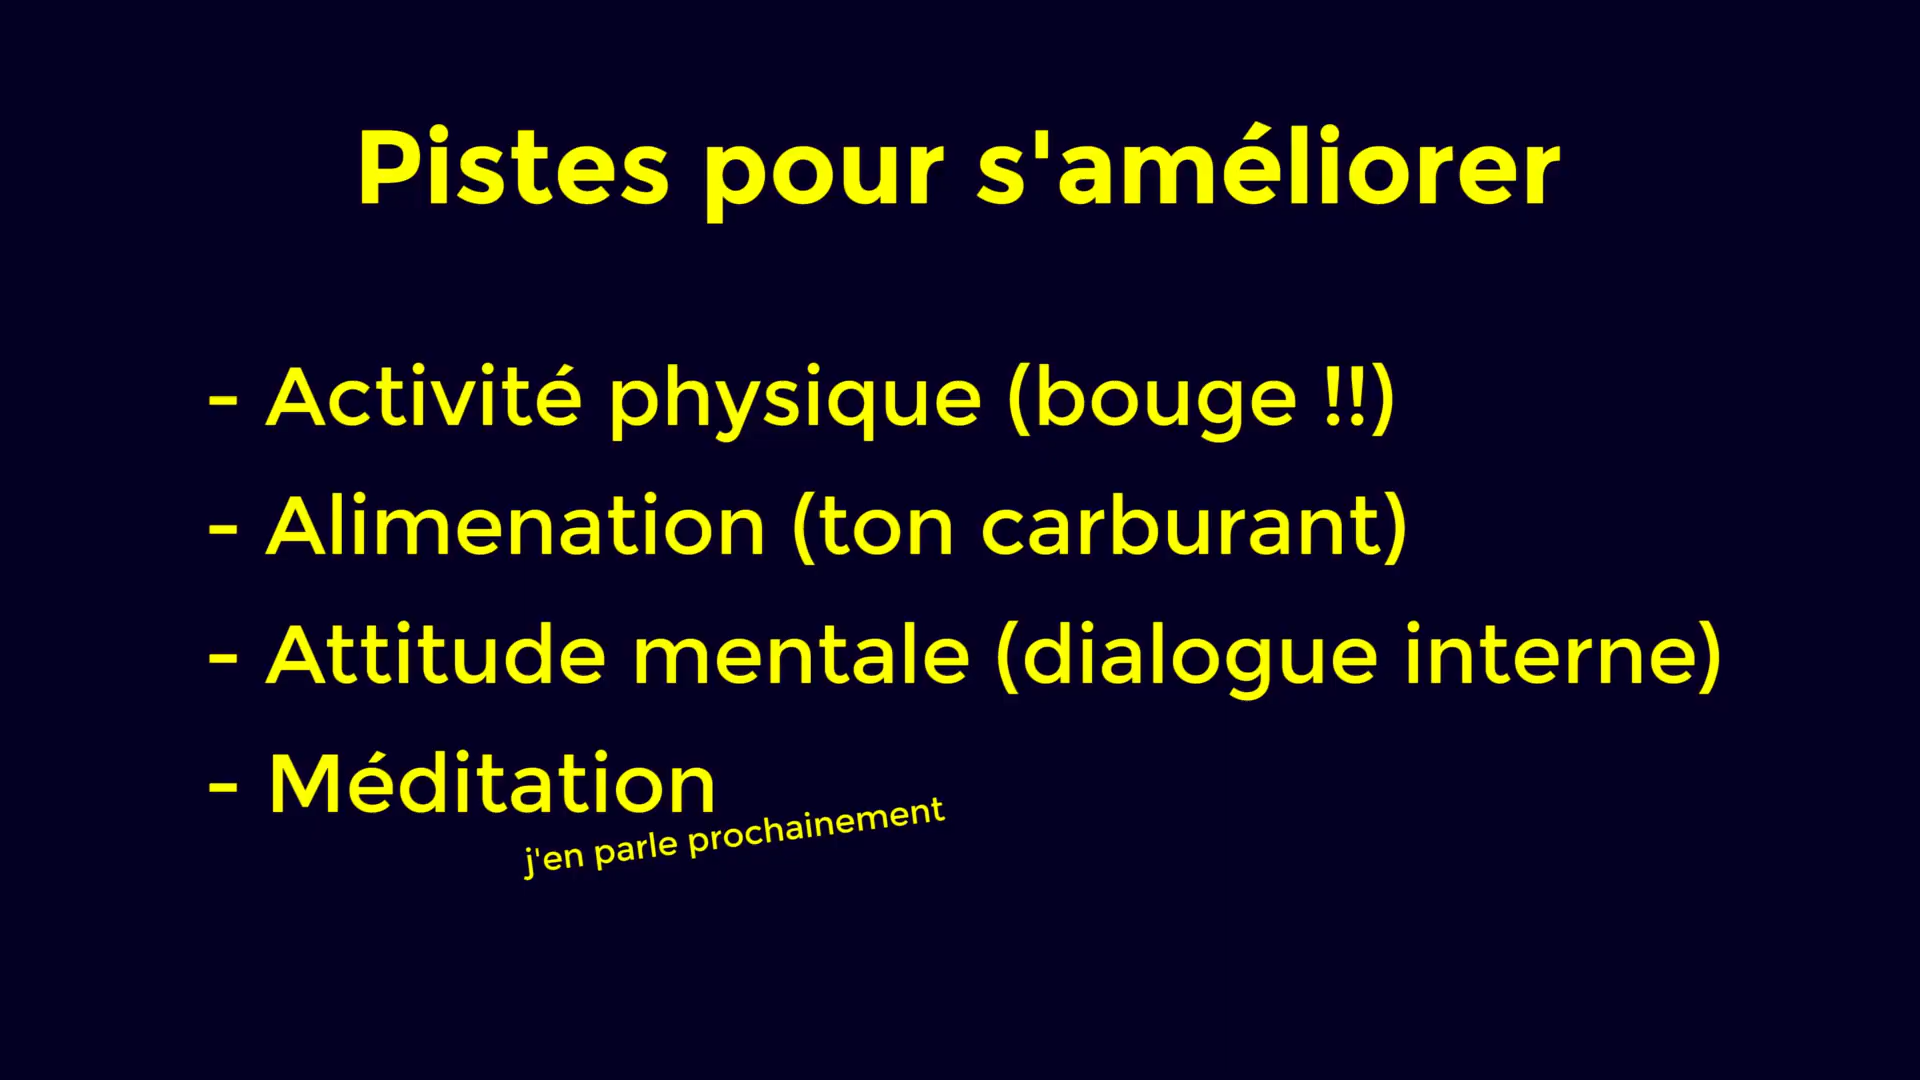 Pistes pour s'améliorer
- Activité physique (bouge !!)
- Alimenation (ton carburant)
- Attitude mentale (dialogue interne)
- Méditation
j'en parle prochainement